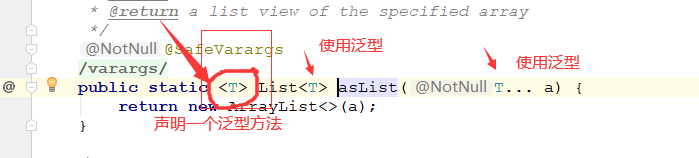 * @return a list view of the specified array
*/
@NotNull @SafeVarargs
使用泛型
使用泛型
/varargs/
@ public static <T> List<T> asList(@NotNull T... a) {
return new ArrayList<>(a);
声明一个泛型方法
}